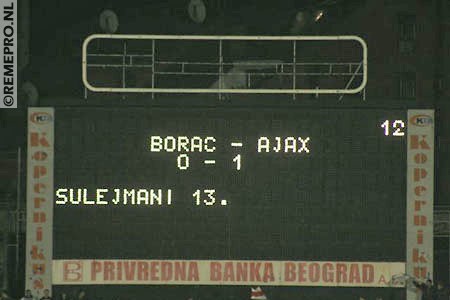 © REMEPRO.NL
12
BORAC - AJAX
0 - 1
SULEJMANI 13.
Kopernikus
Kopernikus
PRIVREDNA BANKA BEOGRAD